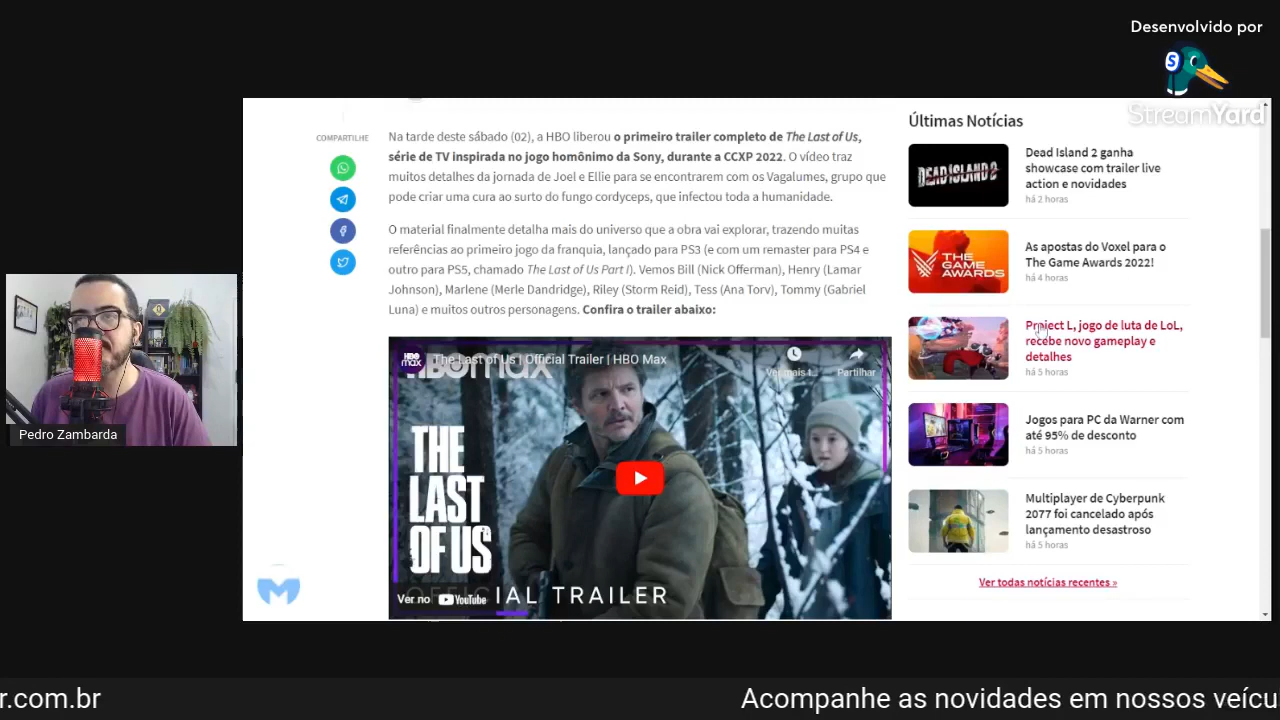 Desenvolvido por
S
StreamYard
COMPARTILHE
Na tarde deste sábado (02), a HBO liberou o primeiro trailer completo de The Last of Us,
série de TV inspirada no jogo homônimo da Sony, durante a CCXP 2022. O vídeo traz
muitos detalhes da jornada de Joel e Ellie para se encontrarem com os Vagalumes, grupo que
pode criar uma cura ao surto do fungo cordyceps, que infectou toda a humanidade.
O material finalmente detalha mais do universo que a obra vai explorar, trazendo muitas
referências ao primeiro jogo da franquia, lançado para PS3 (e com um remaster para PS4 e
outro para PS5, chamado The Last of Us Part I). Vemos Bill (Nick Offerman), Henry (Lamar
Johnson), Marlene (Merle Dandridge), Riley (Storm Reid), Tess (Ana Torv), Tommy (Gabriel
Luna) e muitos outros personagens. Confira o trailer abaixo:
HBO max
The Last of Us | Official Trailer | HBO Max
HBO max
Partilhar
THE
LAST
OF US
IAL TRAILER
Ver no YouTube
Últimas Notícias
DEAD ISLAND 2
Dead Island 2 ganha
showcase com trailer live
action e novidades
há 2 horas
THE
GAME
AWARDS
As apostas do Voxel para o
The Game Awards 2022!
há 4 horas
Project L, jogo de luta de LoL,
recebe novo gameplay e
detalhes
há 5 horas
Jogos para PC da Warner com
até 95% de desconto
há 5 horas
Multiplayer de Cyberpunk
2077 foi cancelado após
lançamento desastroso
há 5 horas
Ver todas notícias recentes »
Pedro Zambarda
r.com.br
Acompanhe as novidades em nossos veícu